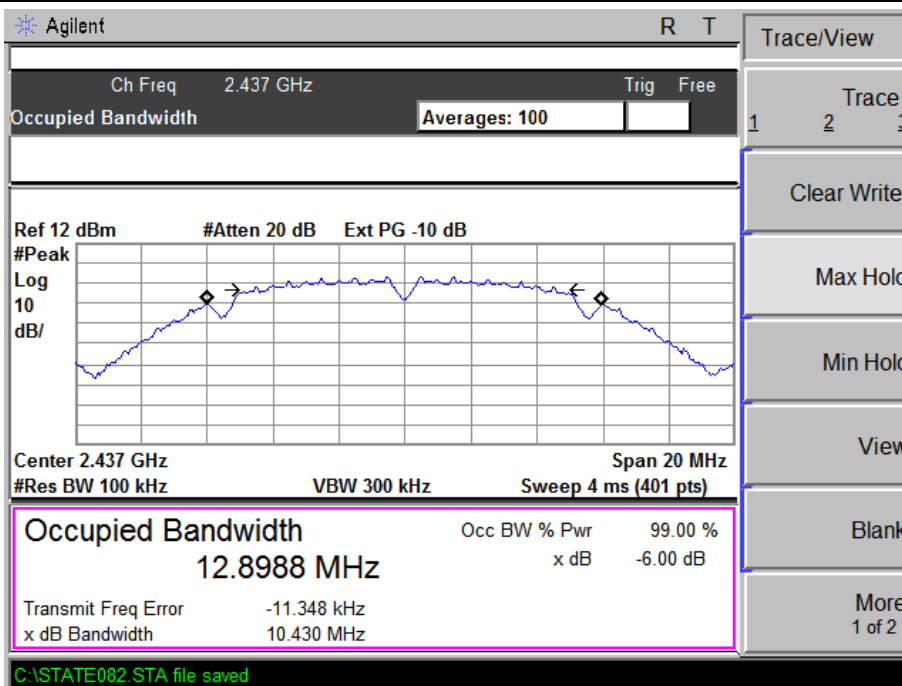 Agilent R T
Ch Freq 2.437 GHz Trig Free
Occupied Bandwidth Averages: 100
Ref 12 dBm #Atten 20 dB Ext PG -10 dB
#Peak
Log
10
dB/
Center 2.437 GHz Span 20 MHz
#Res BW 100 kHz VBW 300 kHz Sweep 4 ms (401 pts)
Occupied Bandwidth Occ BW % Pwr 99.00 %
12.8988 MHz x dB -6.00 dB
Transmit Freq Error -11.348 kHz
x dB Bandwidth 10.430 MHz
C:\STATE082.STA file saved
Trace/View
Trace
1 2
Clear Write
Max Hold
Min Hold
View
Blank
More
1 of 2